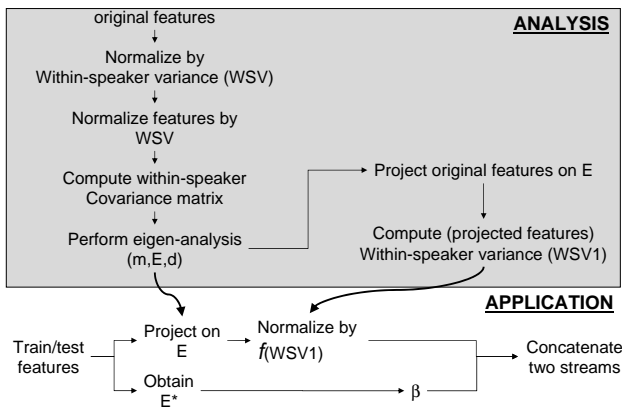 original features
ANALYSIS
Normalize by
Within-speaker variance (WSV)
Normalize features by
WSV
Compute within-speaker
Covariance matrix
Perform eigen-analysis
(m,E,d)
Project original features on E
Compute (projected features)
Within-speaker variance (WSV1)
APPLICATION
Train/test
features
Project on
E
Normalize by
f(WSV1)
Obtain
E*
β
Concatenate
two streams